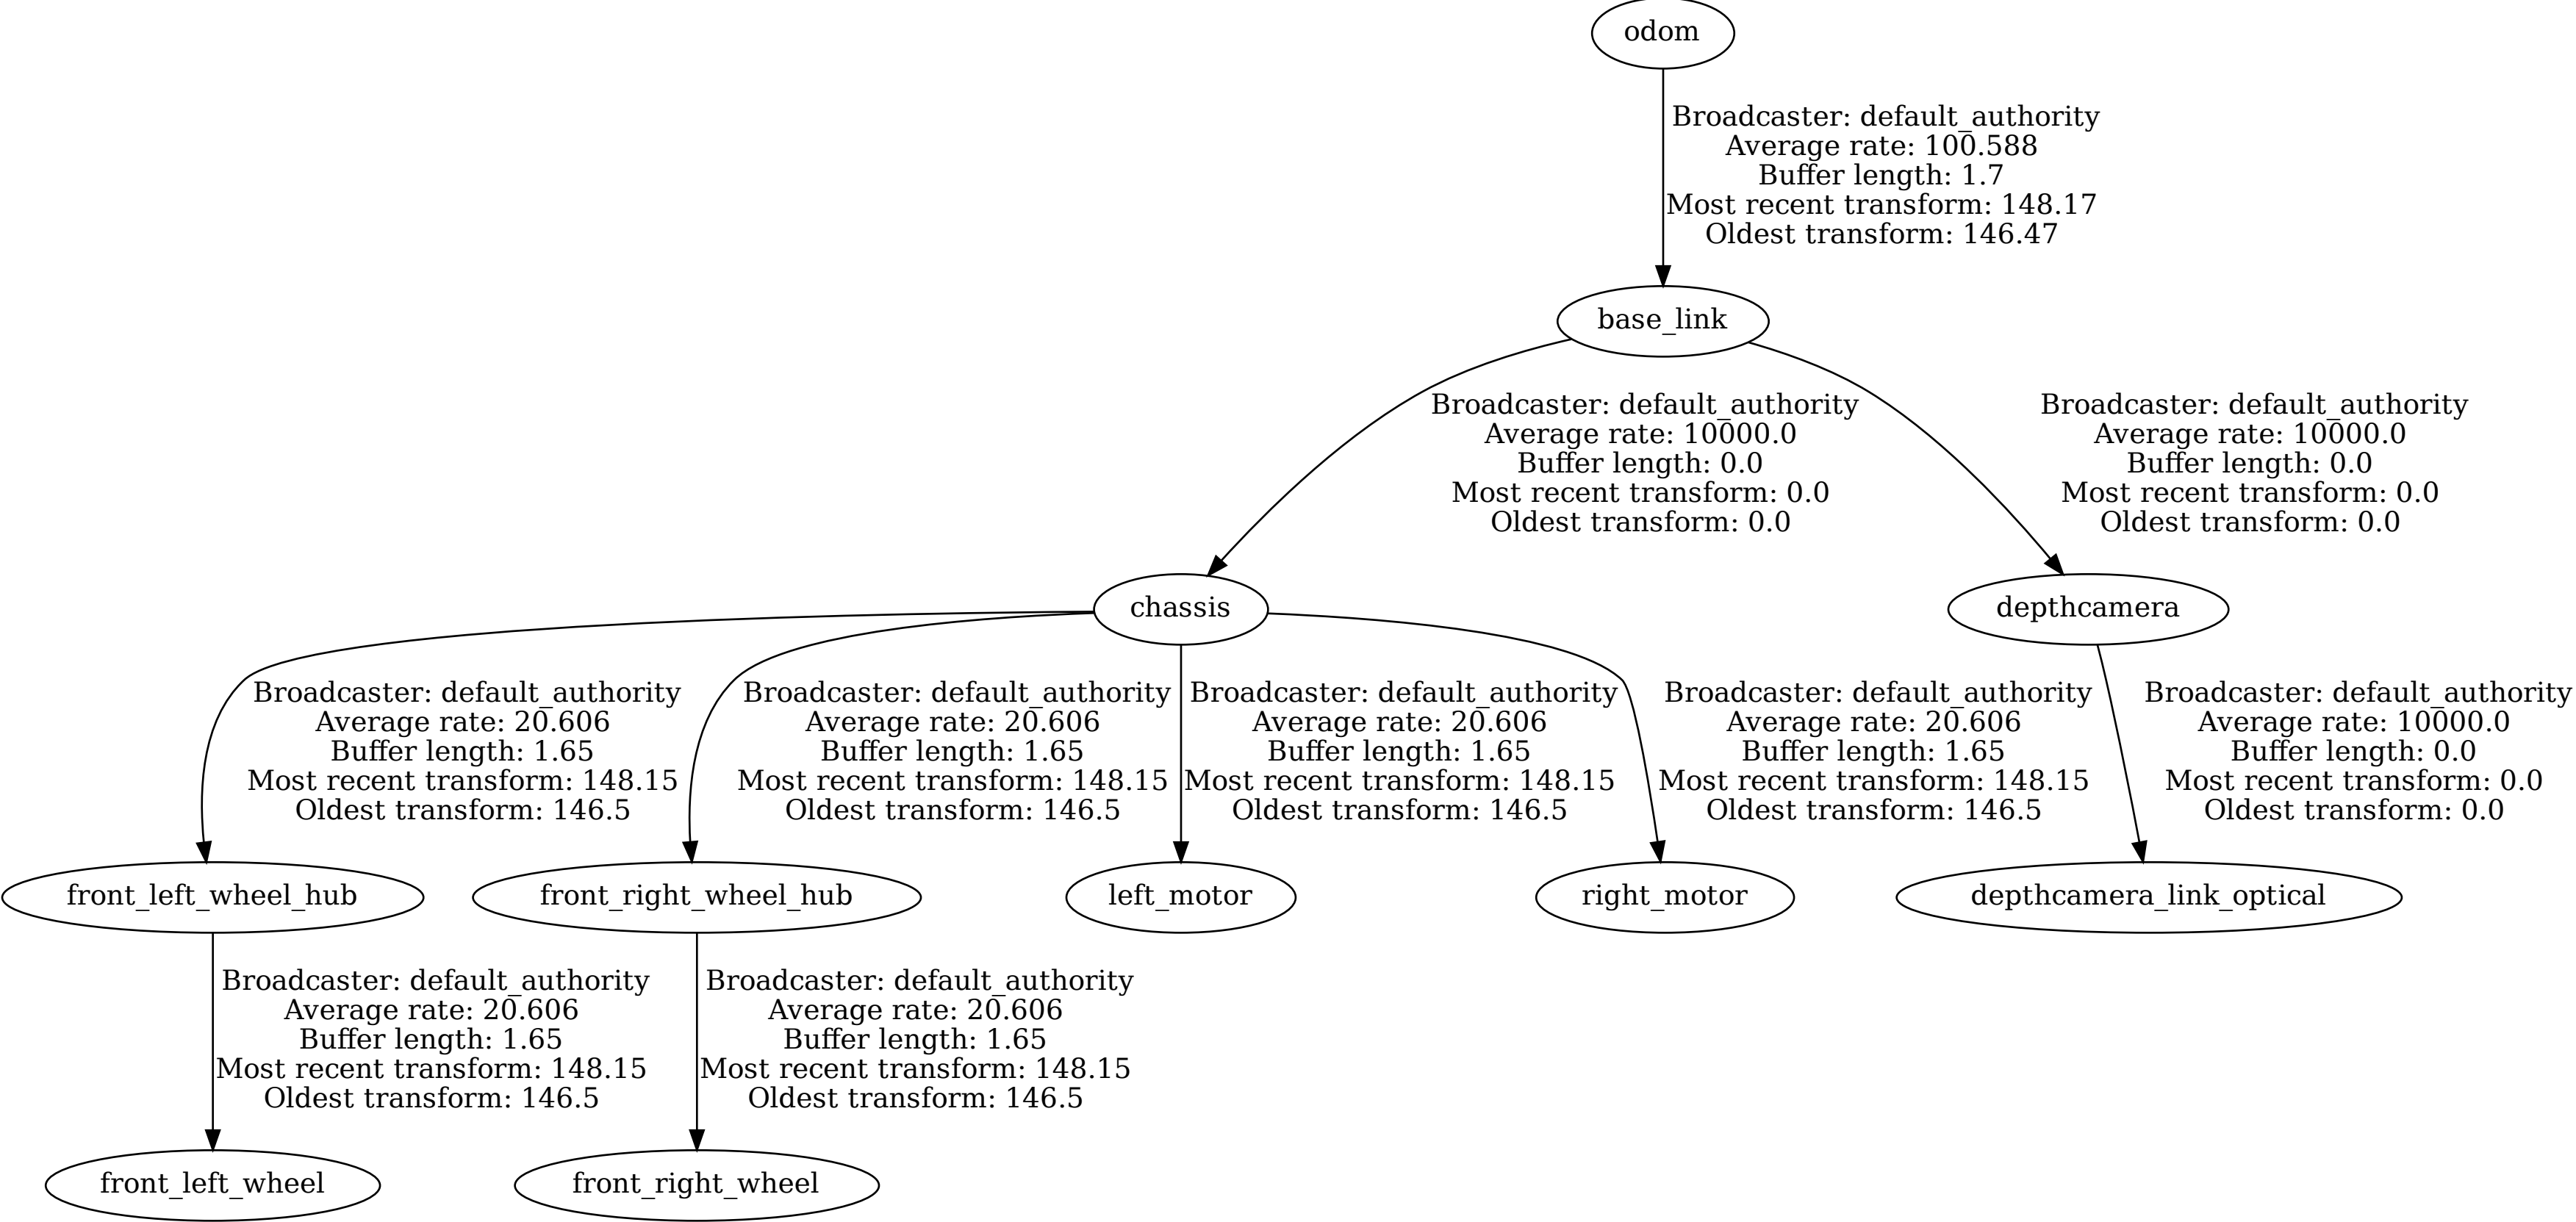 odom
Broadcaster: default_authority
Average rate: 100.588
Buffer length: 1.7
Most recent transform: 148.17
Oldest transform: 146.47
base_link
Broadcaster: default_authority
Average rate: 10000.0
Buffer length: 0.0
Most recent transform: 0.0
Oldest transform: 0.0
Broadcaster: default_authority
Average rate: 10000.0
Buffer length: 0.0
Most recent transform: 0.0
Oldest transform: 0.0
chassis
depthcamera
Broadcaster: default_authority
Average rate: 20.606
Buffer length: 1.65
Most recent transform: 148.15
Oldest transform: 146.5
Broadcaster: default_authority
Average rate: 20.606
Buffer length: 1.65
Most recent transform: 148.15
Oldest transform: 146.5
Broadcaster: default_authority
Average rate: 20.606
Buffer length: 1.65
Most recent transform: 148.15
Oldest transform: 146.5
Broadcaster: default_authority
Average rate: 20.606
Buffer length: 1.65
Most recent transform: 148.15
Oldest transform: 146.5
Broadcaster: default_authority
Average rate: 10000.0
Buffer length: 0.0
Most recent transform: 0.0
Oldest transform: 0.0
front_left_wheel_hub
front_right_wheel_hub
left_motor
right_motor
depthcamera_link_optical
Broadcaster: default_authority
Average rate: 20.606
Buffer length: 1.65
Most recent transform: 148.15
Oldest transform: 146.5
Broadcaster: default_authority
Average rate: 20.606
Buffer length: 1.65
Most recent transform: 148.15
Oldest transform: 146.5
front_left_wheel
front_right_wheel